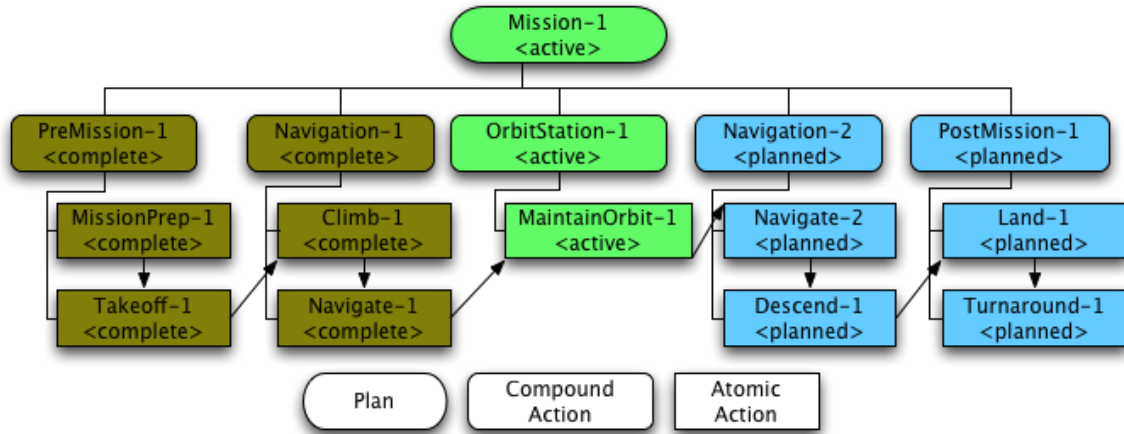 Mission-1
<active>
PreMission-1
<complete>
Navigation-1
<complete>
OrbitStation-1
<active>
Navigation-2
<planned>
PostMission-1
<planned>
MissionPrep-1
<complete>
Climb-1
<complete>
MaintainOrbit-1
<active>
Navigate-2
<planned>
Land-1
<planned>
Takeoff-1
<complete>
Navigate-1
<complete>
Descend-1
<planned>
Turnaround-1
<planned>
Plan
Compound
Action
Atomic
Action